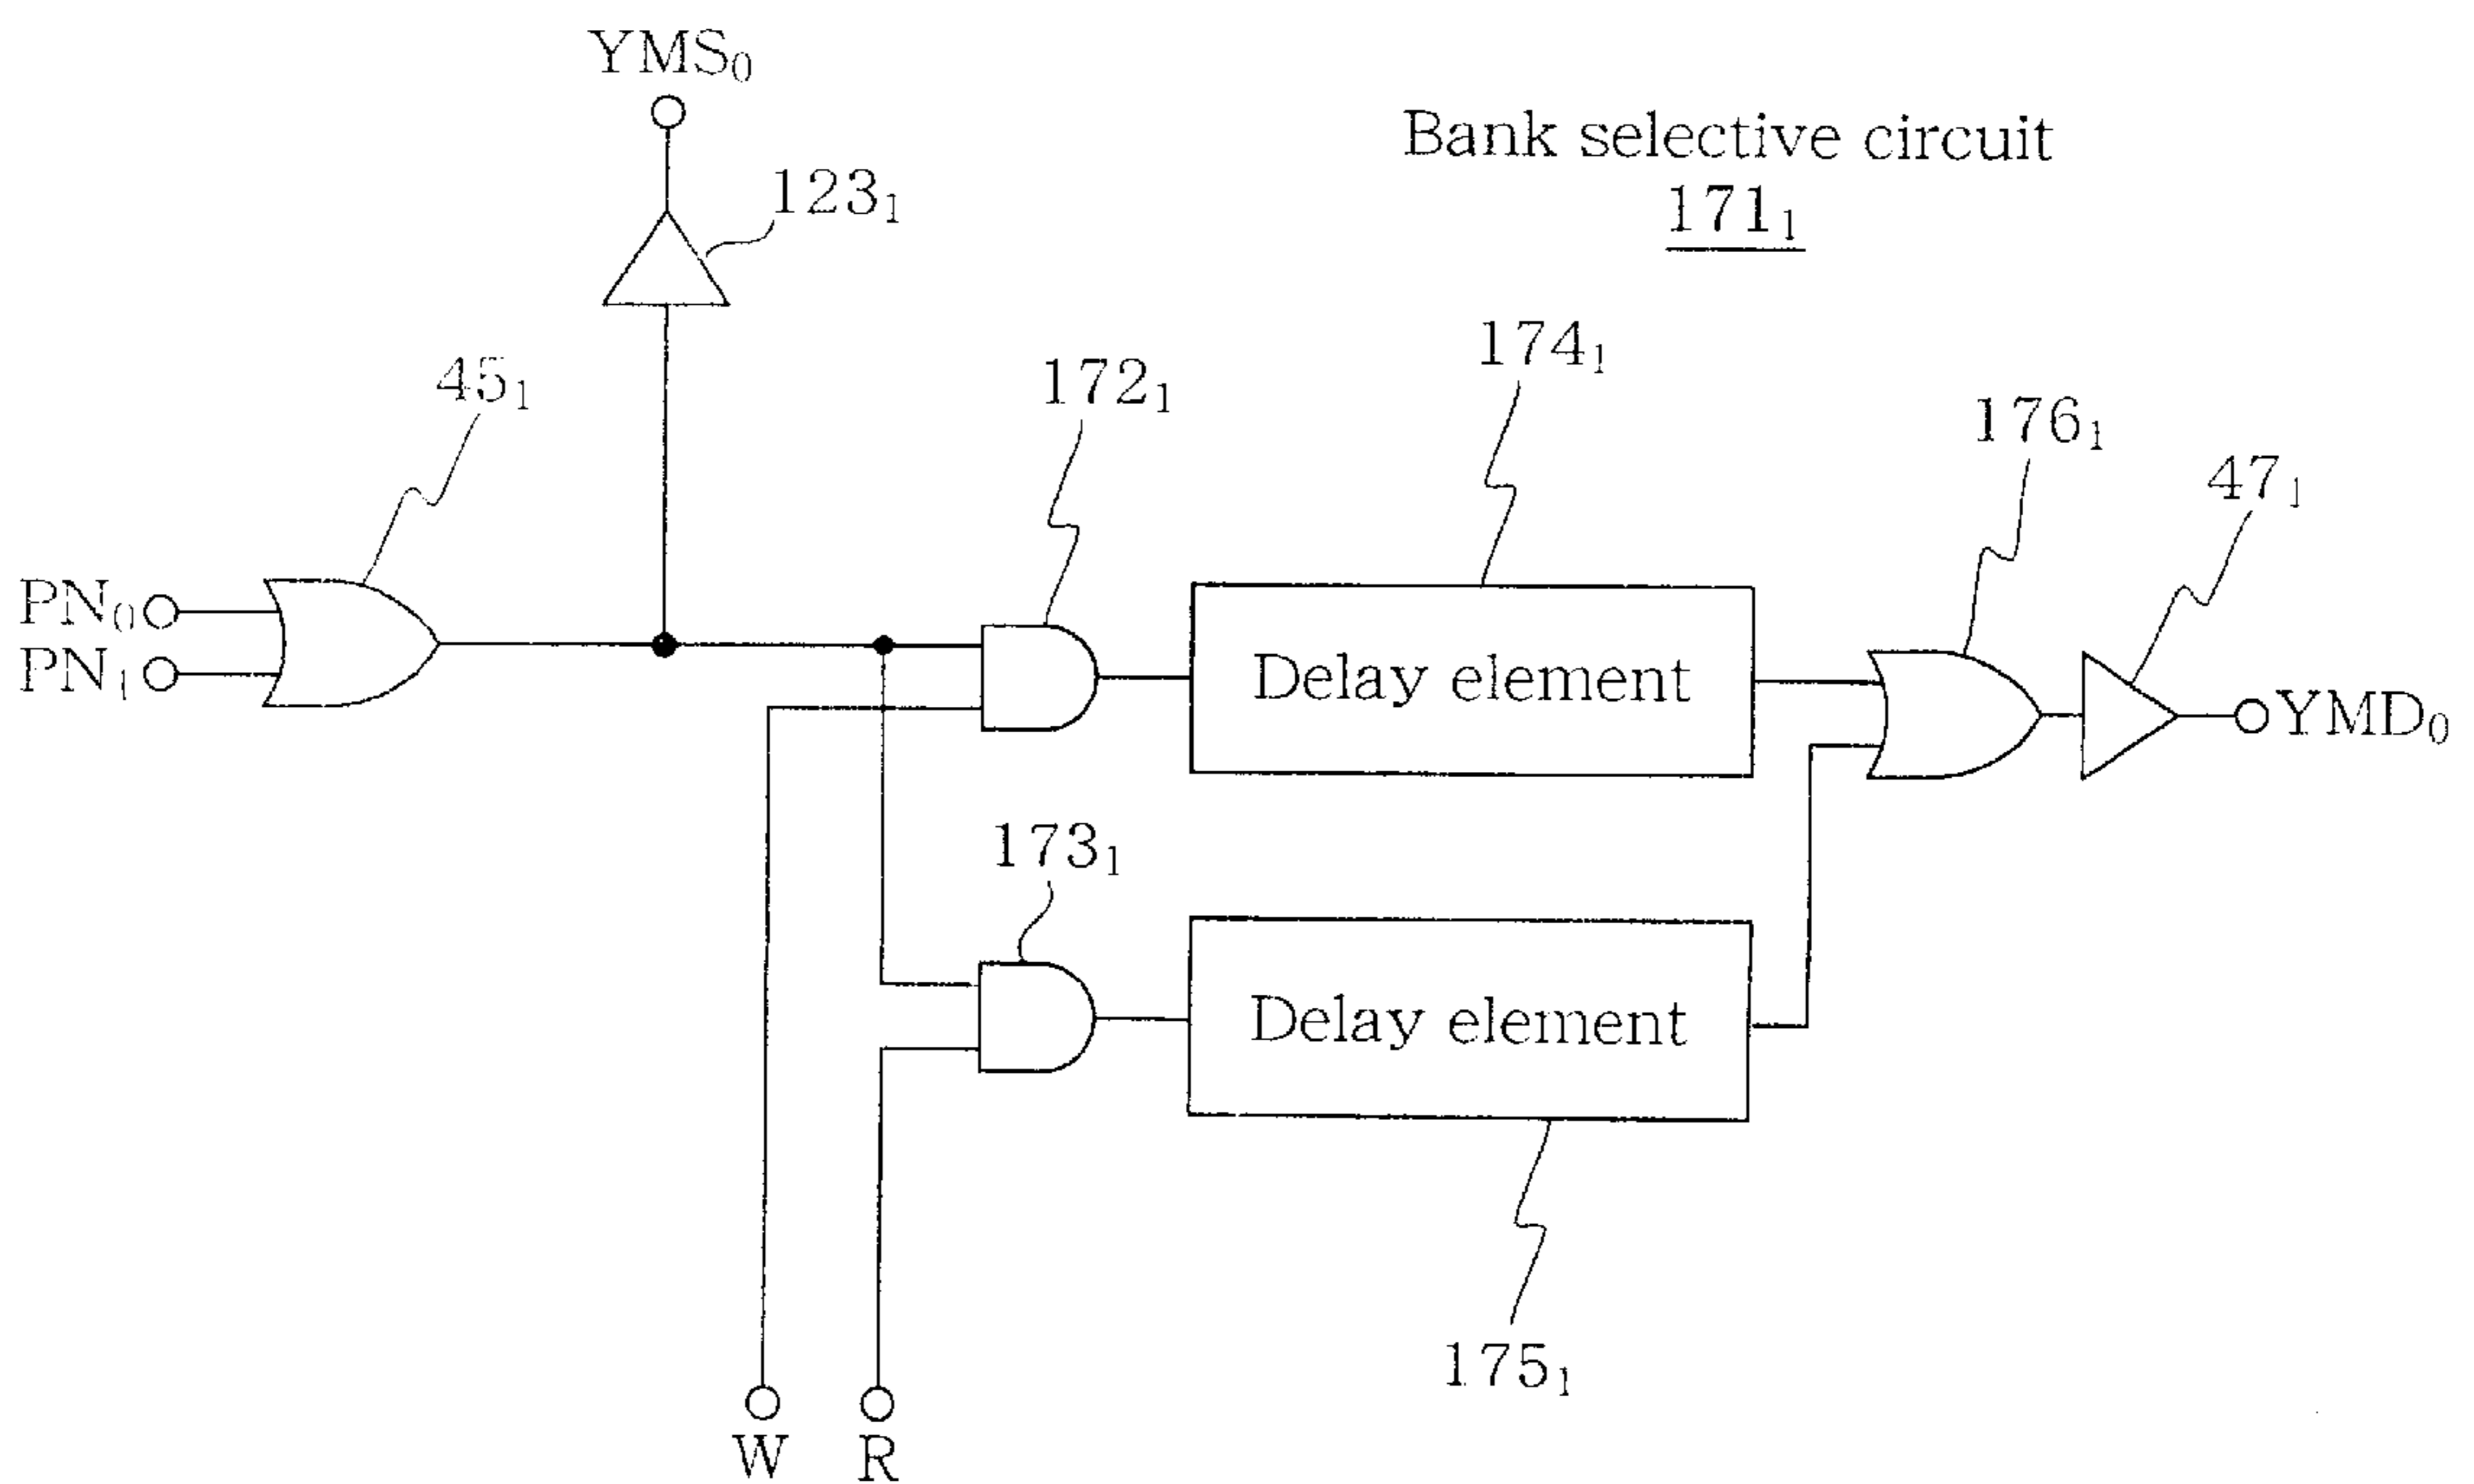 YMS₀
Bank selective circuit
171₁
123₁
45₁
172₁
174₁
176₁
47₁
PN₀
PN₁
Delay element
YMD₀
173₁
Delay element
175₁
W
R